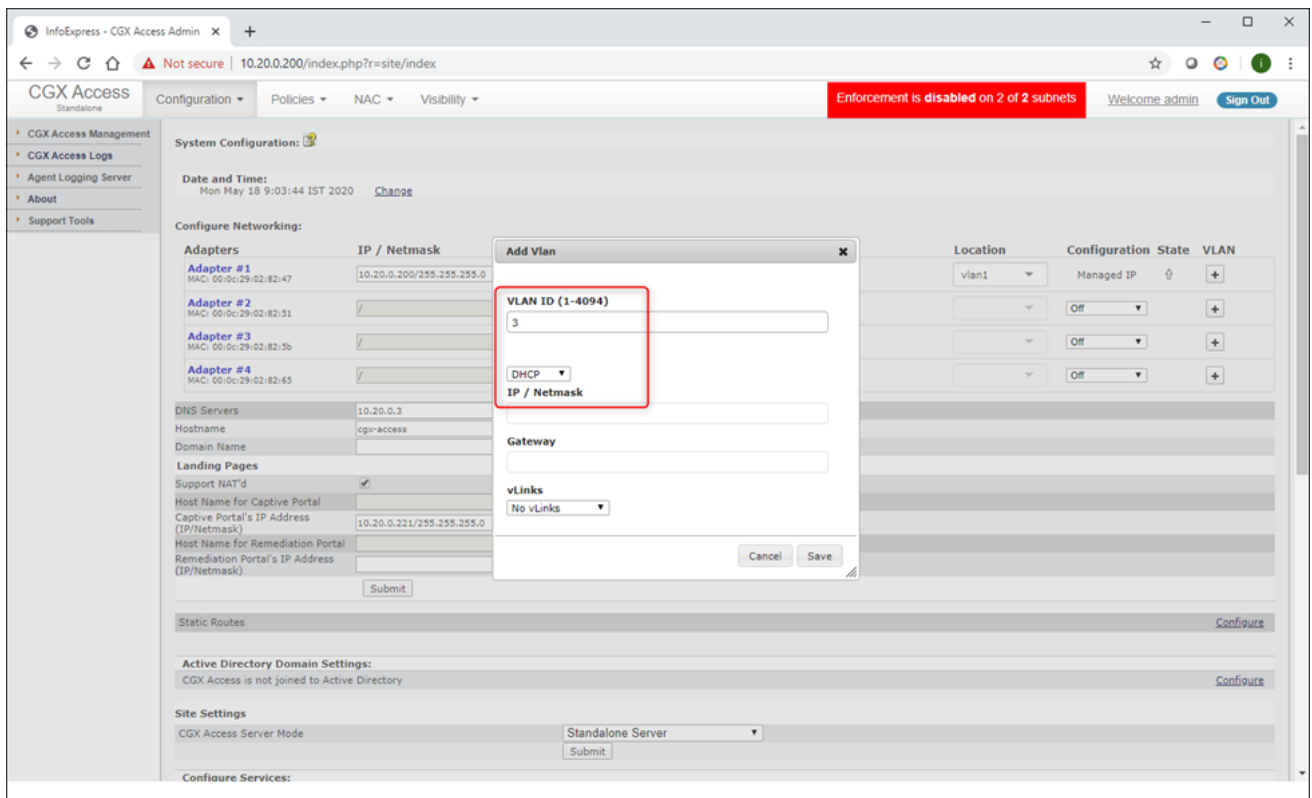 InfoExpress - CGX Access Admin
Not secure | 10.20.0.200/index.php?r=site/index
CGX Access
Standalone
Configuration
Policies
NAC
Visibility
Enforcement is disabled on 2 of 2 subnets
Welcome admin
Sign Out
CGX Access Management
CGX Access Logs
Agent Logging Server
About
Support Tools
System Configuration:
Date and Time:
Mon May 18 9:03:44 IST 2020 Change
Configure Networking:
Adapters IP / Netmask Location Configuration State VLAN
Adapter #1
MAC: 00:0c:29:02:82:47
10.20.0.200/255.255.255.0 vlan1 Managed IP +
Adapter #2
MAC: 00:0c:29:02:82:51
/ Off +
Adapter #3
MAC: 00:0c:29:02:82:5b
/ Off +
Adapter #4
MAC: 00:0c:29:02:82:65
/ Off +
DNS Servers 10.20.0.3
Hostname cgx-access
Domain Name
Landing Pages
Support NAT'd
Host Name for Captive Portal
Captive Portal's IP Address
(IP/Netmask)
10.20.0.221/255.255.255.0
Host Name for Remediation Portal
Remediation Portal's IP Address
(IP/Netmask)
Submit
Add Vlan
VLAN ID (1-4094)
3
DHCP
IP / Netmask
Gateway
vLinks
No vLinks
Cancel Save
Static Routes Configure
Active Directory Domain Settings:
CGX Access is not joined to Active Directory Configure
Site Settings
CGX Access Server Mode Standalone Server
Submit
Configure Services: